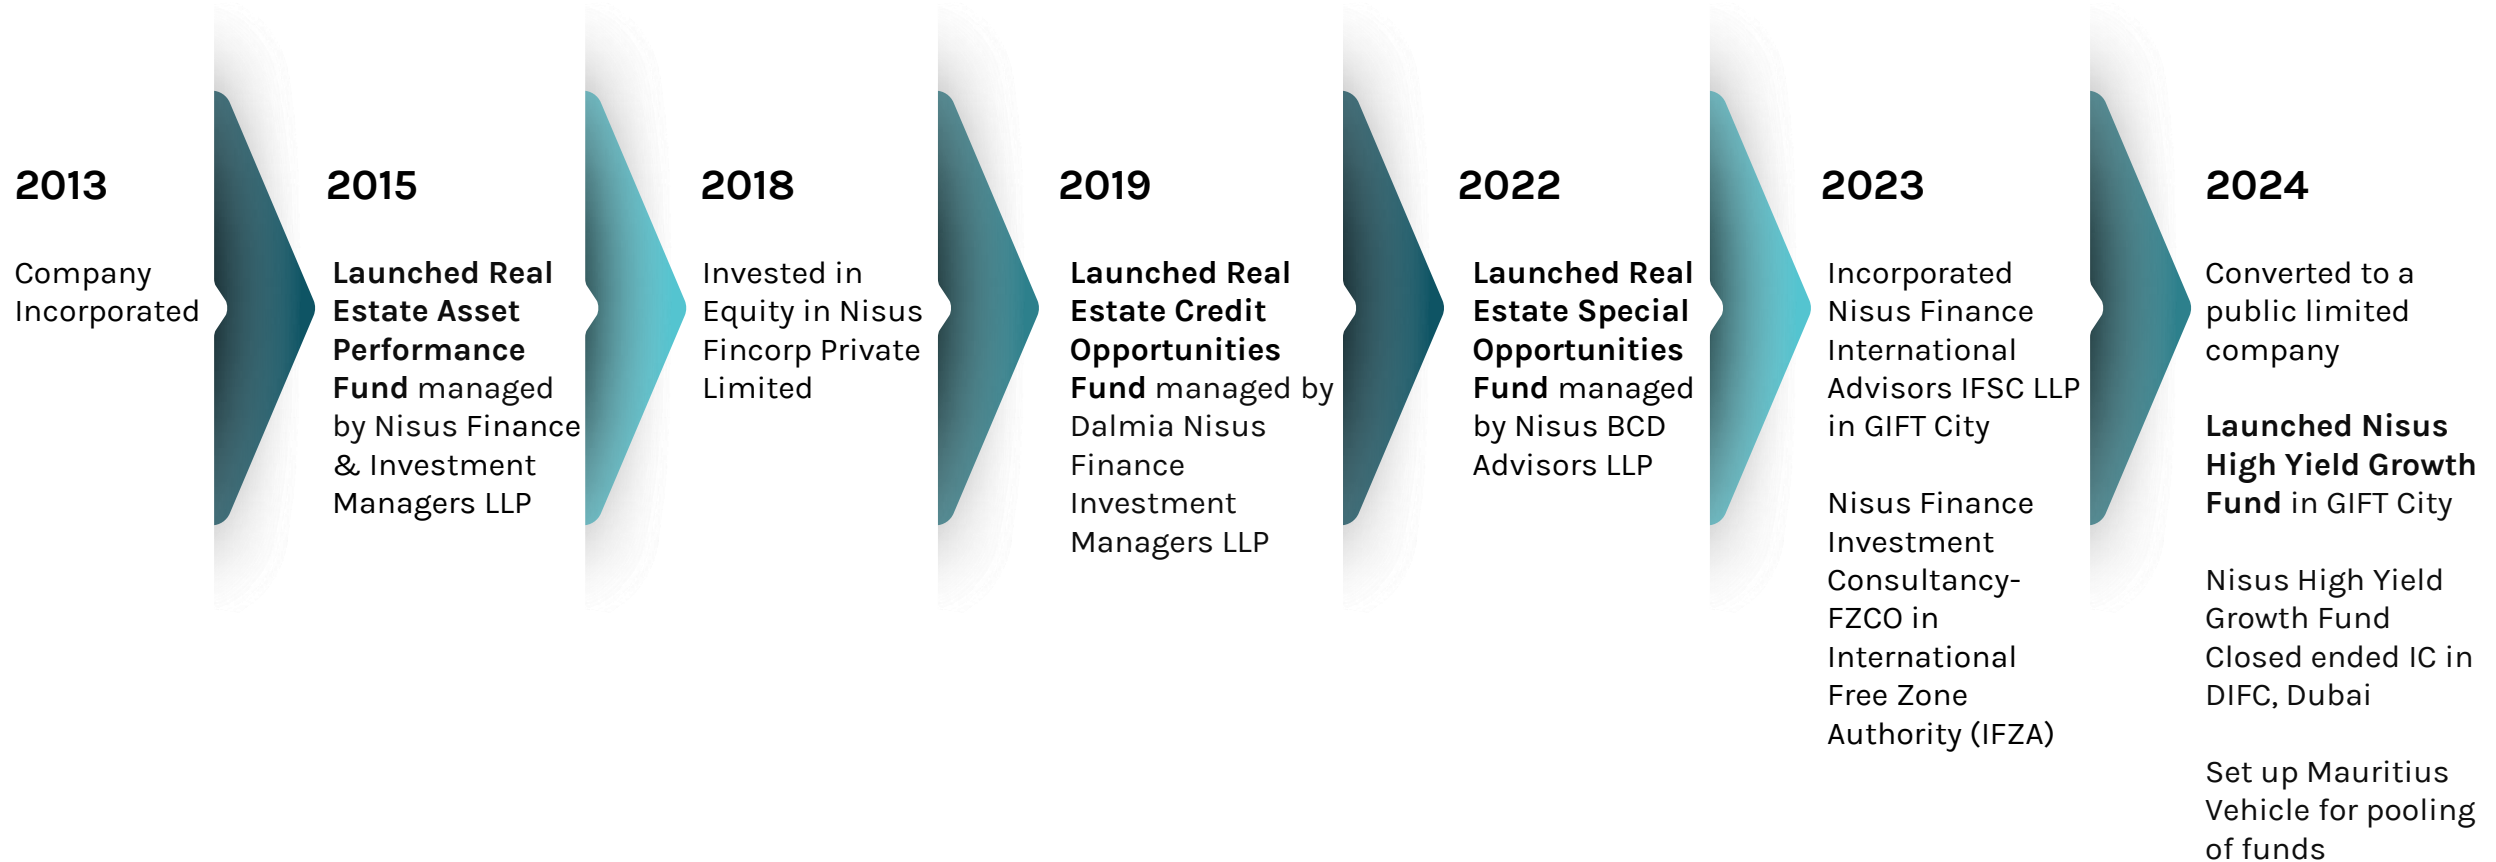 2013
Company
Incorporated
2015
Launched Real
Estate Asset
Performance
Fund managed
by Nisus Finance
& Investment
Managers LLP
2018
Invested in
Equity in Nisus
Fincorp Private
Limited
2019
Launched Real
Estate Credit
Opportunities
Fund managed by
Dalmia Nisus
Finance
Investment
Managers LLP
2022
Launched Real
Estate Special
Opportunities
Fund managed
by Nisus BCD
Advisors LLP
2023
Incorporated
Nisus Finance
International
Advisors IFSC LLP
in GIFT City
Nisus Finance
Investment
Consultancy-
FZCO in
International
Free Zone
Authority (IFZA)
2024
Converted to a
public limited
company
Launched Nisus
High Yield Growth
Fund in GIFT City
Nisus High Yield
Growth Fund
Closed ended IC in
DIFC, Dubai
Set up Mauritius
Vehicle for pooling
of funds